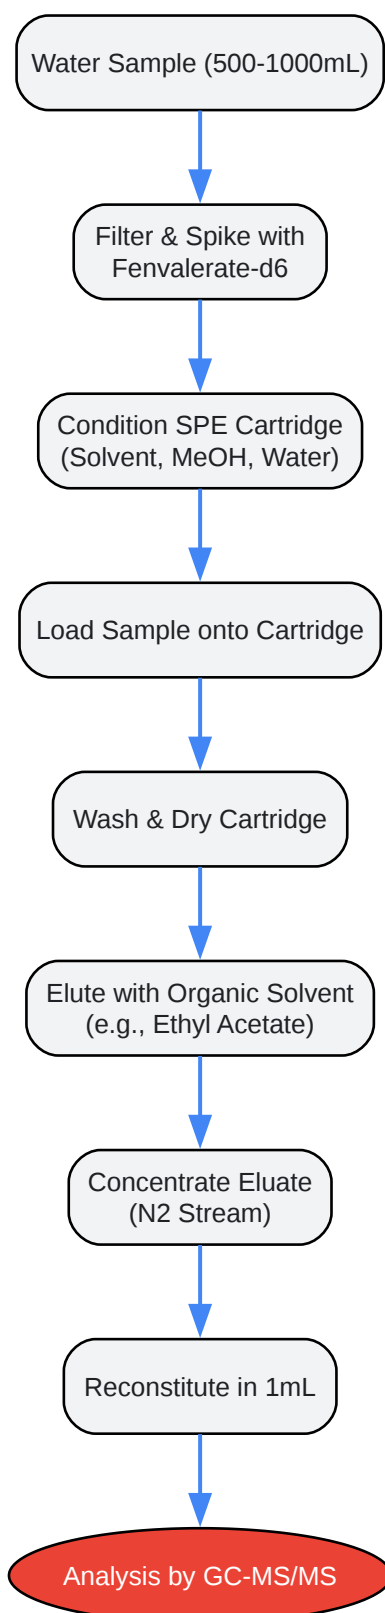 Water Sample (500-1000mL)
Filter & Spike with
Fenvalerate-d6
Condition SPE Cartridge
(Solvent, MeOH, Water)
Load Sample onto Cartridge
Wash & Dry Cartridge
Elute with Organic Solvent
(e.g., Ethyl Acetate)
Concentrate Eluate
(N2 Stream)
Reconstitute in 1mL
Analysis by GC-MS/MS